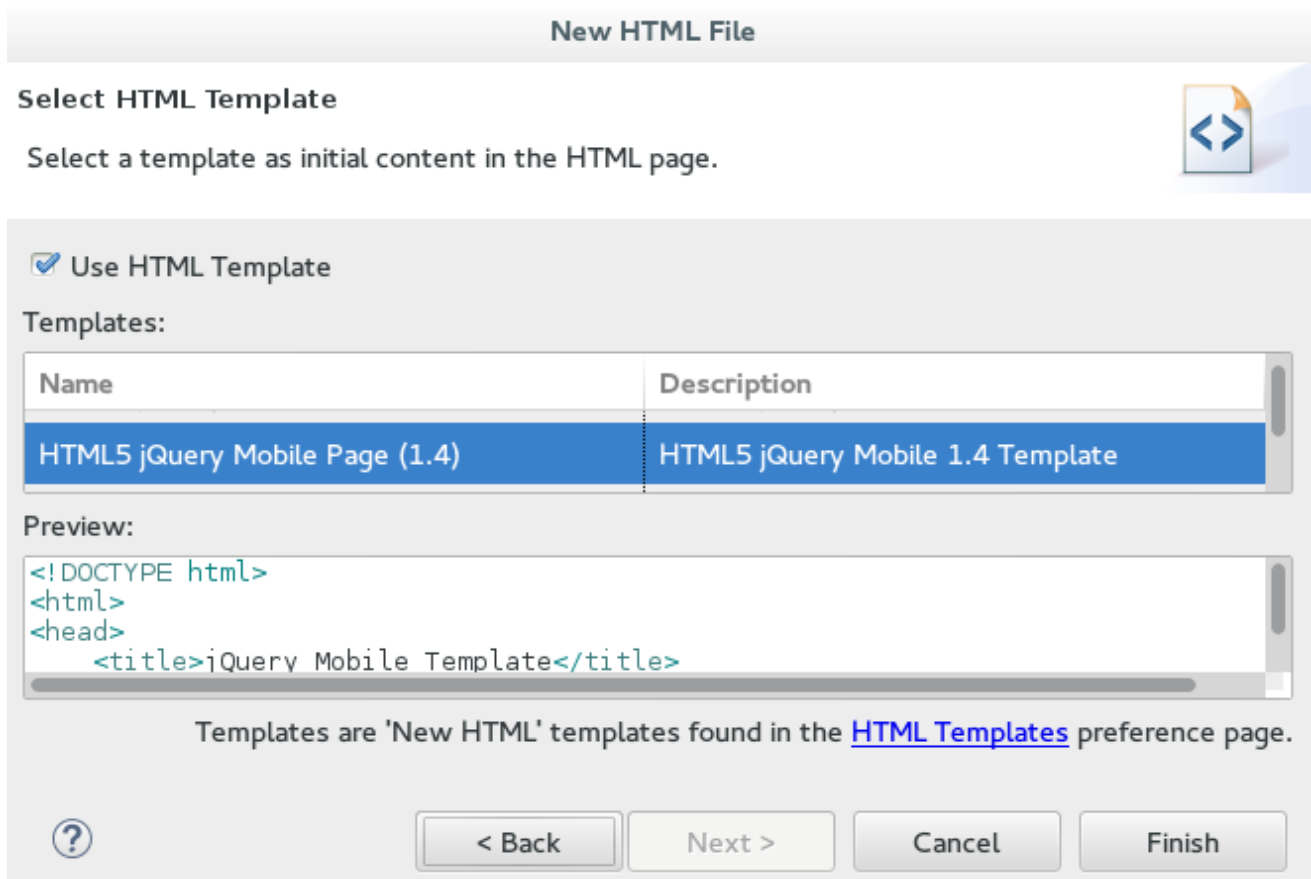 New HTML File
Select HTML Template
Select a template as initial content in the HTML page.
Use HTML Template
Templates:
Name Description
HTML5 jQuery Mobile Page (1.4) HTML5 jQuery Mobile 1.4 Template
Preview:
<!DOCTYPE html>
<html>
<head>
<title>jQuery Mobile Template</title>
Templates are 'New HTML' templates found in the HTML Templates preference page.
? < Back Next > Cancel Finish